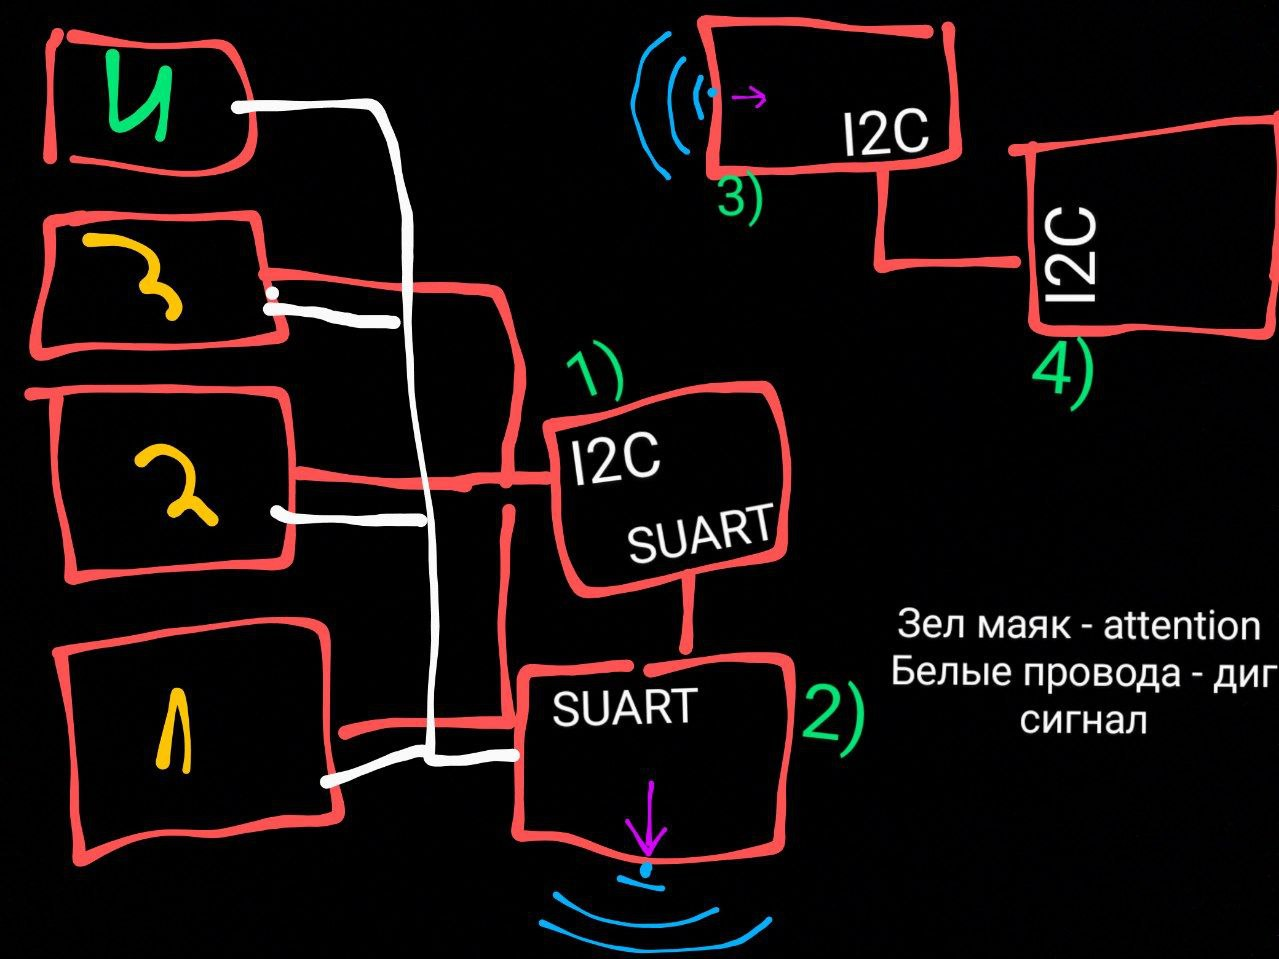 И
3
2
1
I2C
3)
I2C
4)
1)
I2C
SUART
SUART
2)
Зел маяк - attention
Белые провода - диг
сигнал